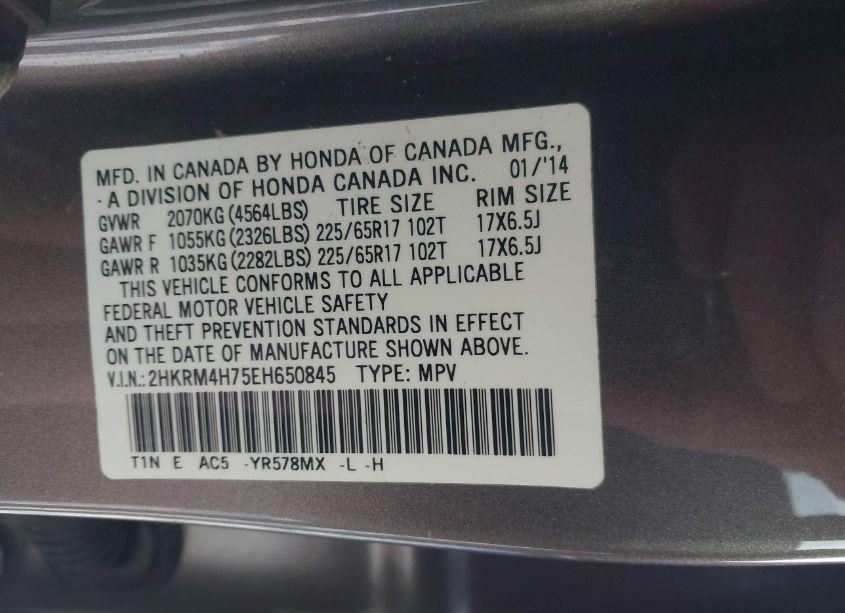 MFD. IN CANADA BY HONDA OF CANADA MFG.,
A DIVISION OF HONDA CANADA INC. 01/'14
GVWR 2070KG (4564LBS) TIRE SIZE RIM SIZE
GAWR F 1055KG (2326LBS) 225/65R17 102T 17X6.5J
GAWR R 1035KG (2282LBS) 225/65R17 102T 17X6.5J
THIS VEHICLE CONFORMS TO ALL APPLICABLE
FEDERAL MOTOR VEHICLE SAFETY
AND THEFT PREVENTION STANDARDS IN EFFECT
ON THE DATE OF MANUFACTURE SHOWN ABOVE.
V.I.N.: 2HKRM4H75EH650845 TYPE: MPV
T1N E AC5 -YR578MX -L -H